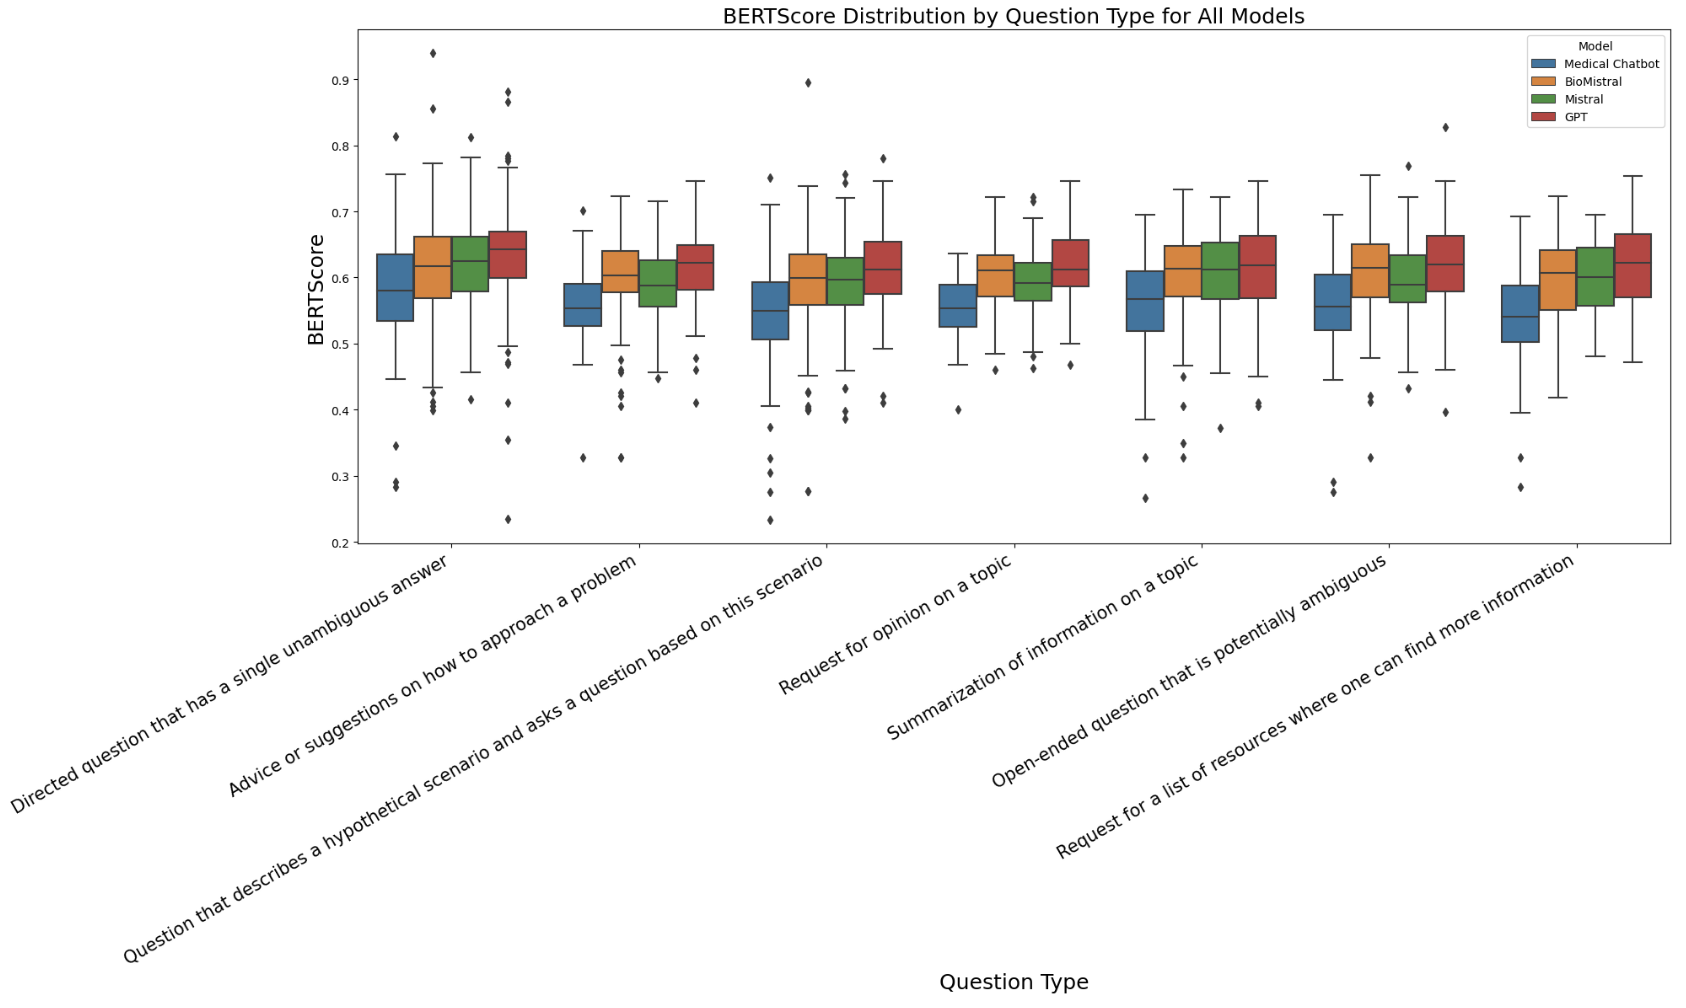 BERTScore Distribution by Question Type for All Models
Model
Medical Chatbot
BioMistral
Mistral
GPT
BERTScore
0.9
0.8
0.7
0.6
0.5
0.4
0.3
0.2
Directed question that has a single unambiguous answer
Advice or suggestions on how to approach a problem
Question that describes a hypothetical scenario and asks a question based on this scenario
Request for opinion on a topic
Summarization of information on a topic
Open-ended question that is potentially ambiguous
Request for a list of resources where one can find more information
Question Type